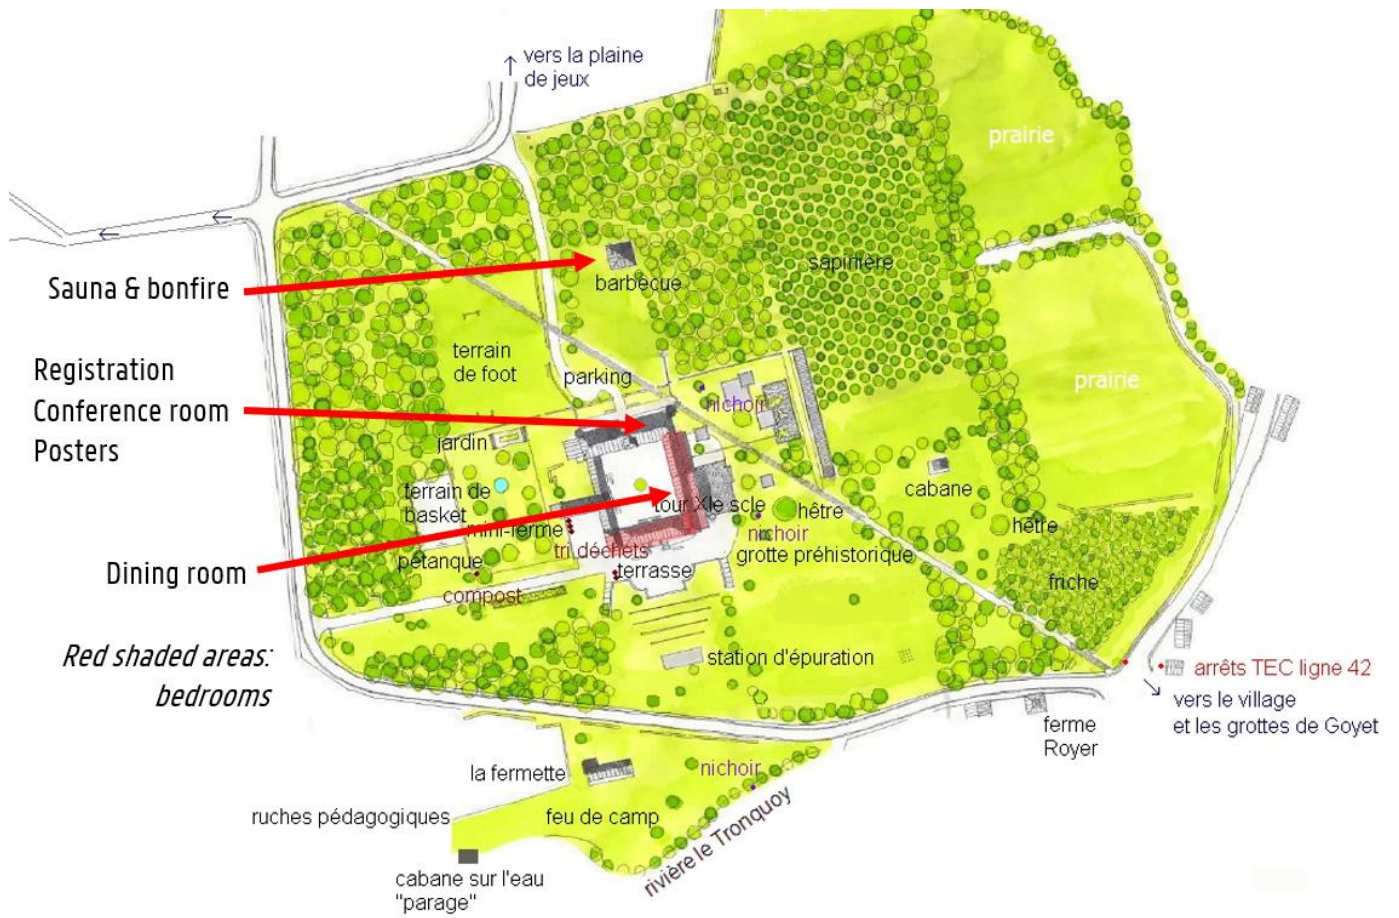 prairie
vers la plaine
de jeux
prairie
sapinière
Sauna & bonfire
barbecue
terrain
de foot
parking
prairie
Registration
Conference room
Posters
nichoir
jardin
terrain de
basket
cabane
tour XIe scle
hêtre
hêtre
mini-ferme
nichoir
tri déchets
grotte préhistorique
pétanque
terrasse
friche
Dining room
compost
Red shaded areas:
bedrooms
station d'épuration
arrêts TEC ligne 42
vers le village
et les grottes de Goyet
ferme
Royer
la fermette
nichoir
ruches pédagogiques
feu de camp
rivière le Tronquoy
cabane sur l'eau
"parage"